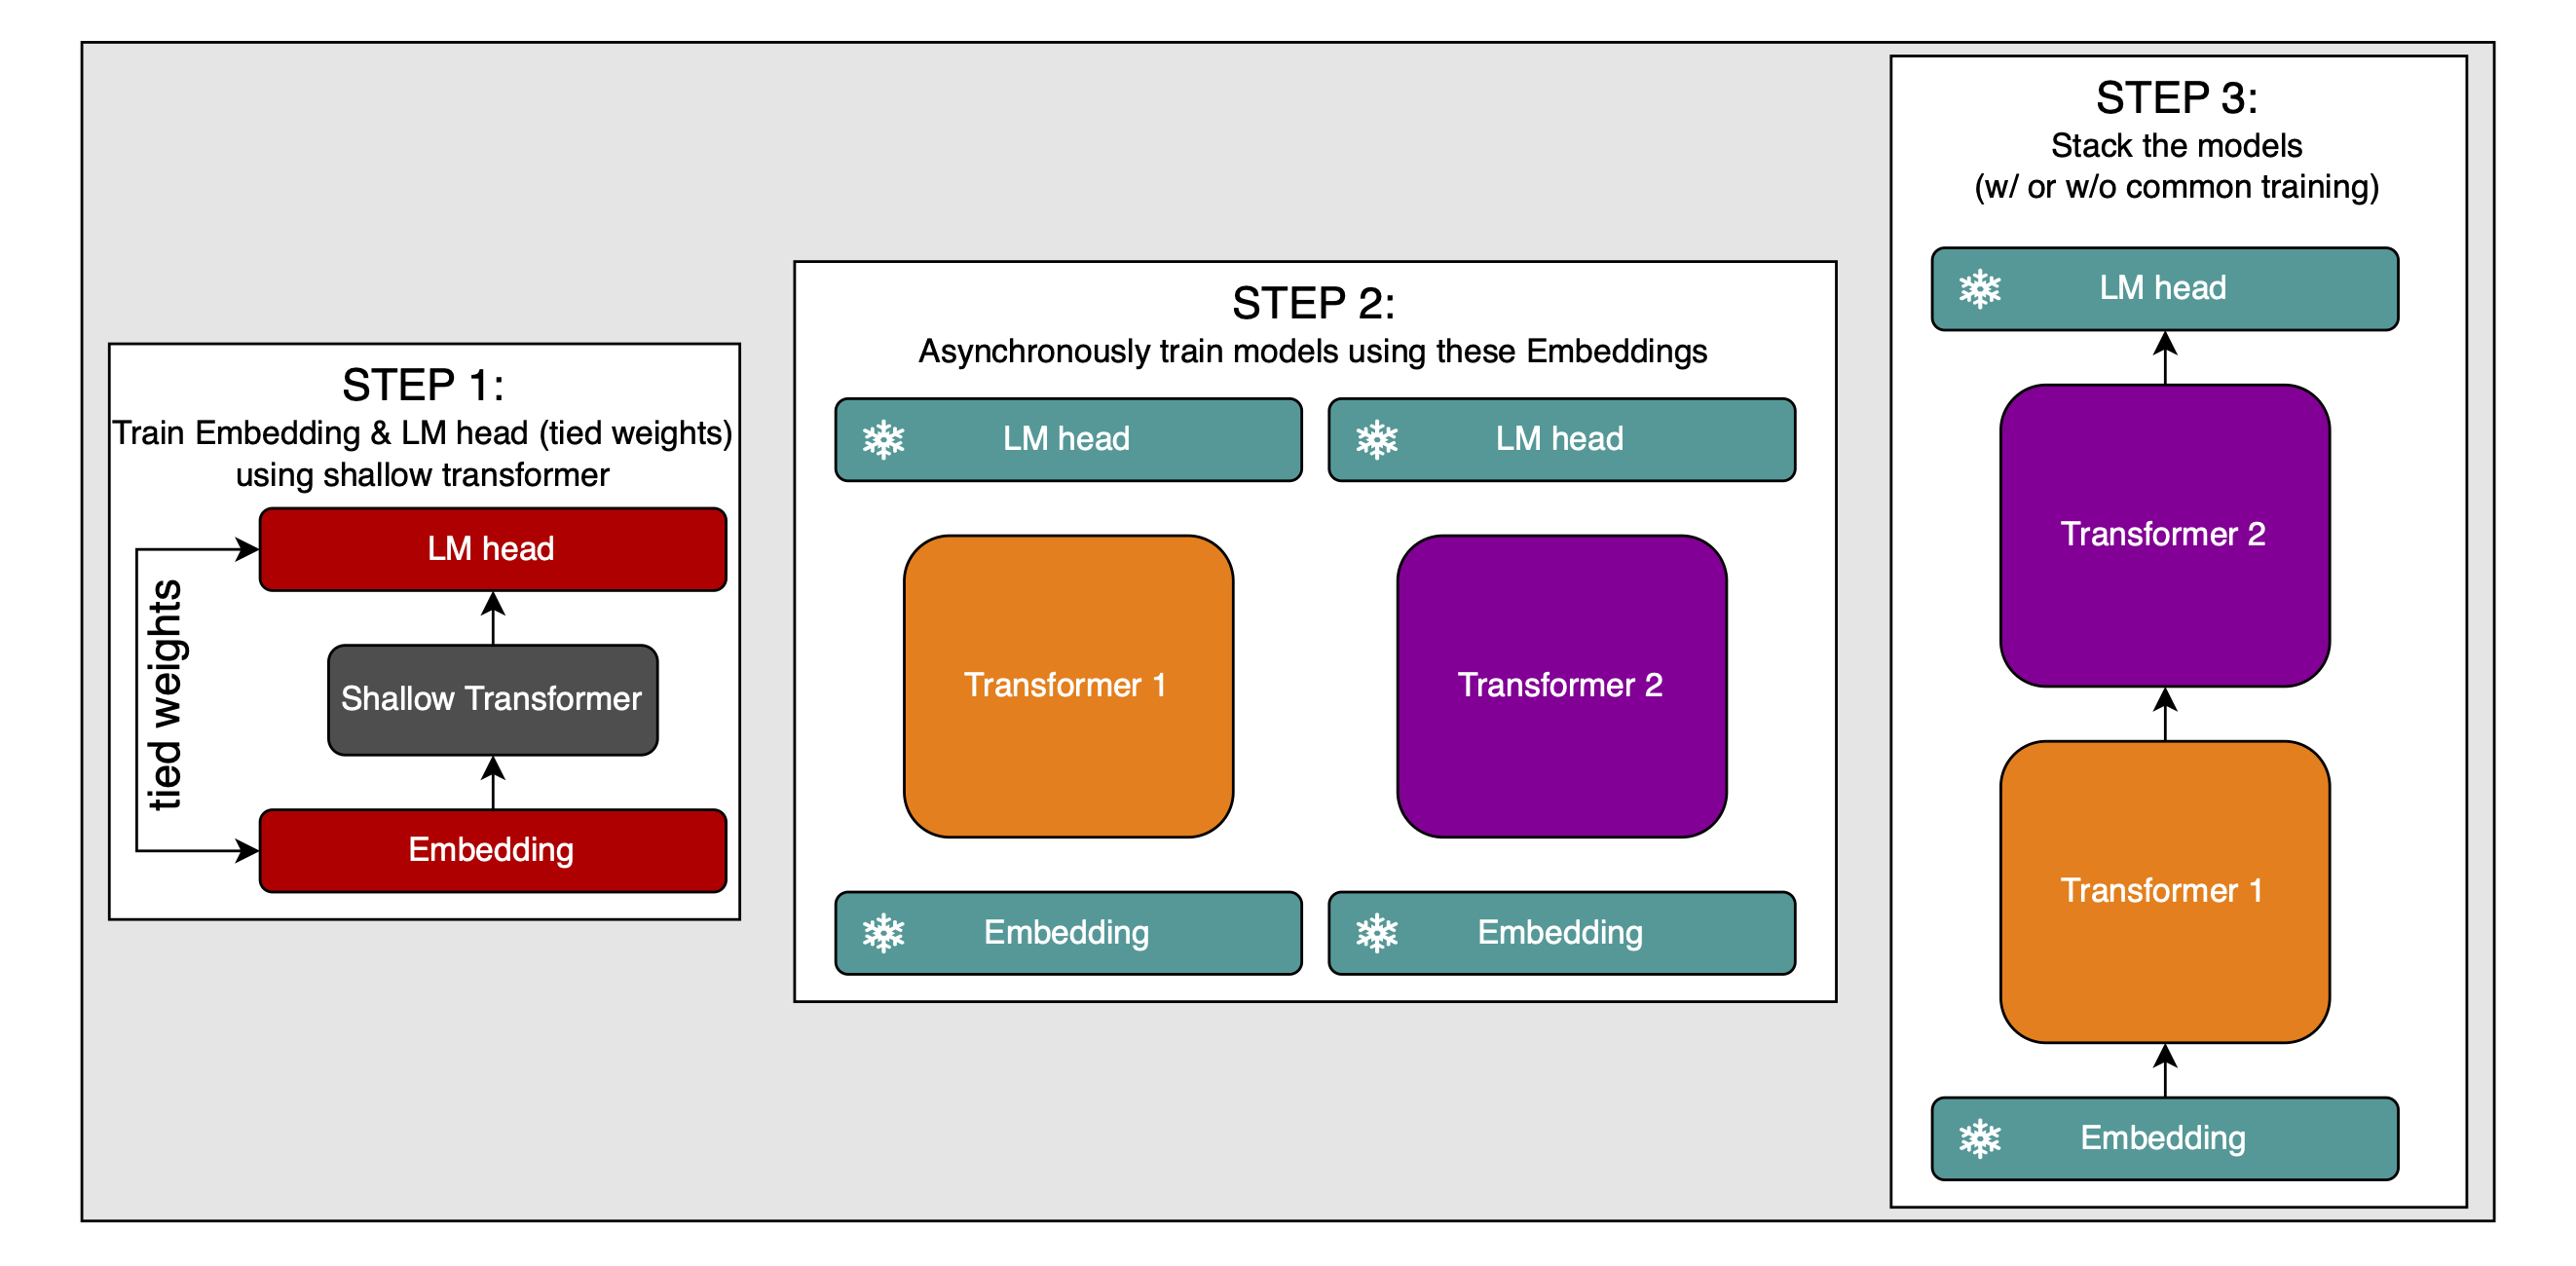 STEP 1:
Train Embedding & LM head (tied weights)
using shallow transformer
LM head
tied weights
Shallow Transformer
Embedding
STEP 2:
Asynchronously train models using these Embeddings
LM head
LM head
Transformer 1
Transformer 2
Embedding
Embedding
STEP 3:
Stack the models
(w/ or w/o common training)
LM head
Transformer 2
Transformer 1
Embedding